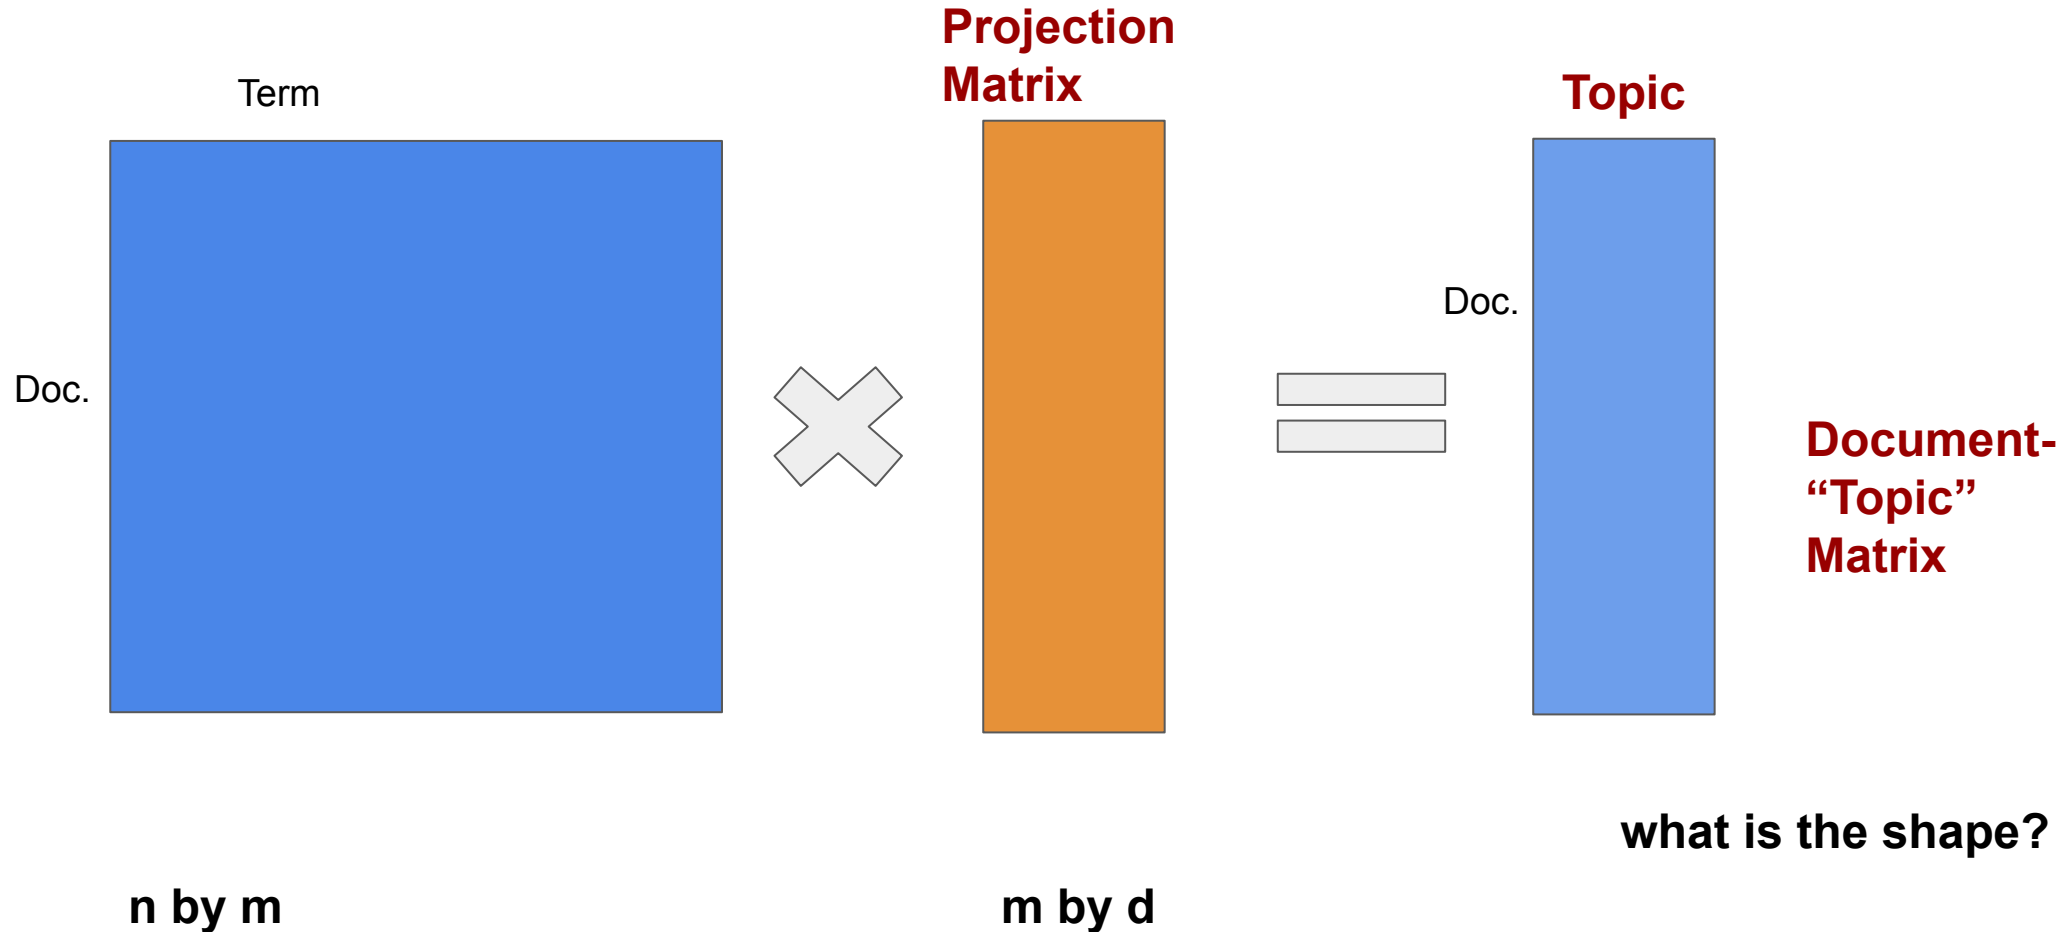 Projection
Matrix
Term
Topic
Doc.
Doc.
Document-
“Topic”
Matrix
what is the shape?
n by m
m by d